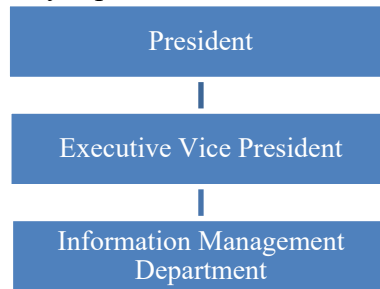 President
Executive Vice President
Information Management
Department